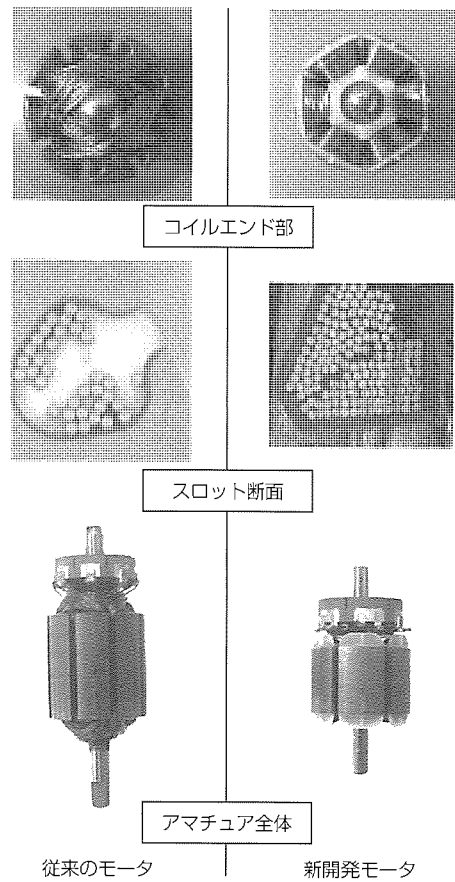 コイルエンド部
スロット断面
アマチュア全体
従来のモータ
新開発モータ